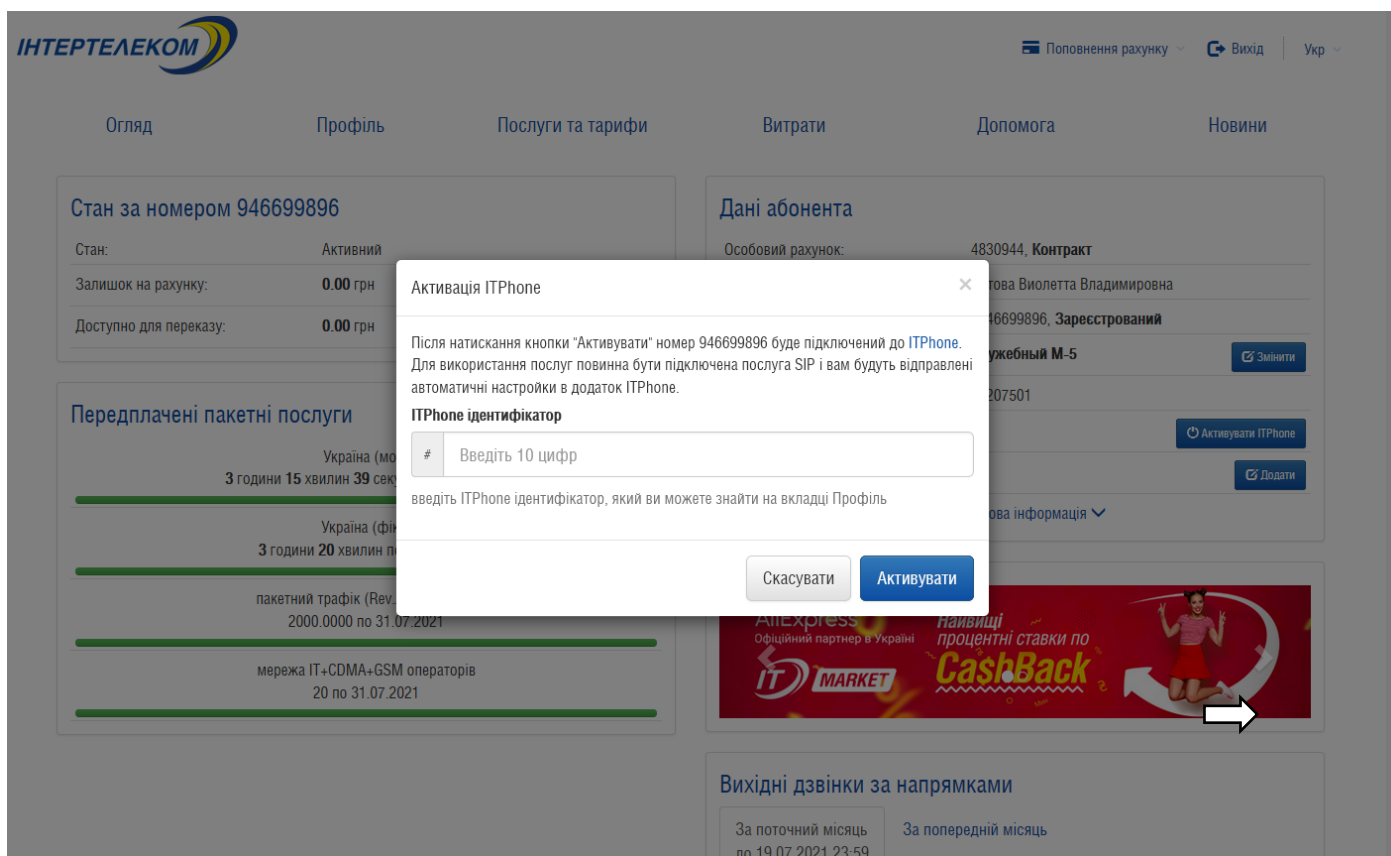 ІНТЕРТЕЛЕКОМ
Поповнення рахунку
Вихід
Укр
Огляд
Профіль
Послуги та тарифи
Витрати
Допомога
Новини
Стан за номером 946699896
Стан: Активний
Залишок на рахунку: 0.00 грн
Доступно для переказу: 0.00 грн
Передплачені пакетні послуги
Україна (мо
3 години 15 хвилин 39 сек
Україна (фік
3 години 20 хвилин п
пакетний трафік (Rev.
2000.0000 по 31.07.2021
мережа IT+CDMA+GSM операторів
20 по 31.07.2021
Активація ITPhone
×
Після натискання кнопки "Активувати" номер 946699896 буде підключений до ITPhone.
Для використання послуг повинна бути підключена послуга SIP і вам будуть відправлені
автоматичні настройки в додаток ITPhone.
ITPhone ідентифікатор
# Введіть 10 цифр
введіть ITPhone ідентифікатор, який ви можете знайти на вкладці Профіль
Скасувати
Активувати
Дані абонента
Особовий рахунок: 4830944, Контракт
това Виолетта Владимировна
46699896, Зареєстрований
ужебный М-5
Змінити
207501
Активувати ITPhone
Додати
ова інформація
AliExpress
Офіційний партнер в Україні
IT MARKET
Найвищі
процентні ставки по
CashBack
Вихідні дзвінки за напрямками
За поточний місяць
по 19.07.2021 23:59
За попередній місяць